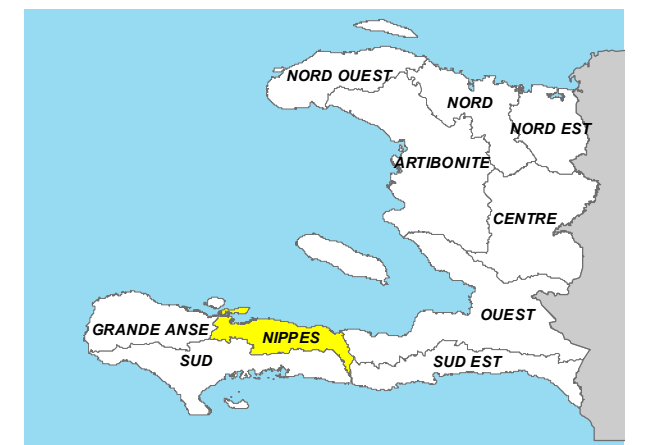 NORD OUEST
NORD
NORD EST
ARTIBONITE
CENTRE
OUEST
GRANDE ANSE
NIPPES
SUD
SUD EST